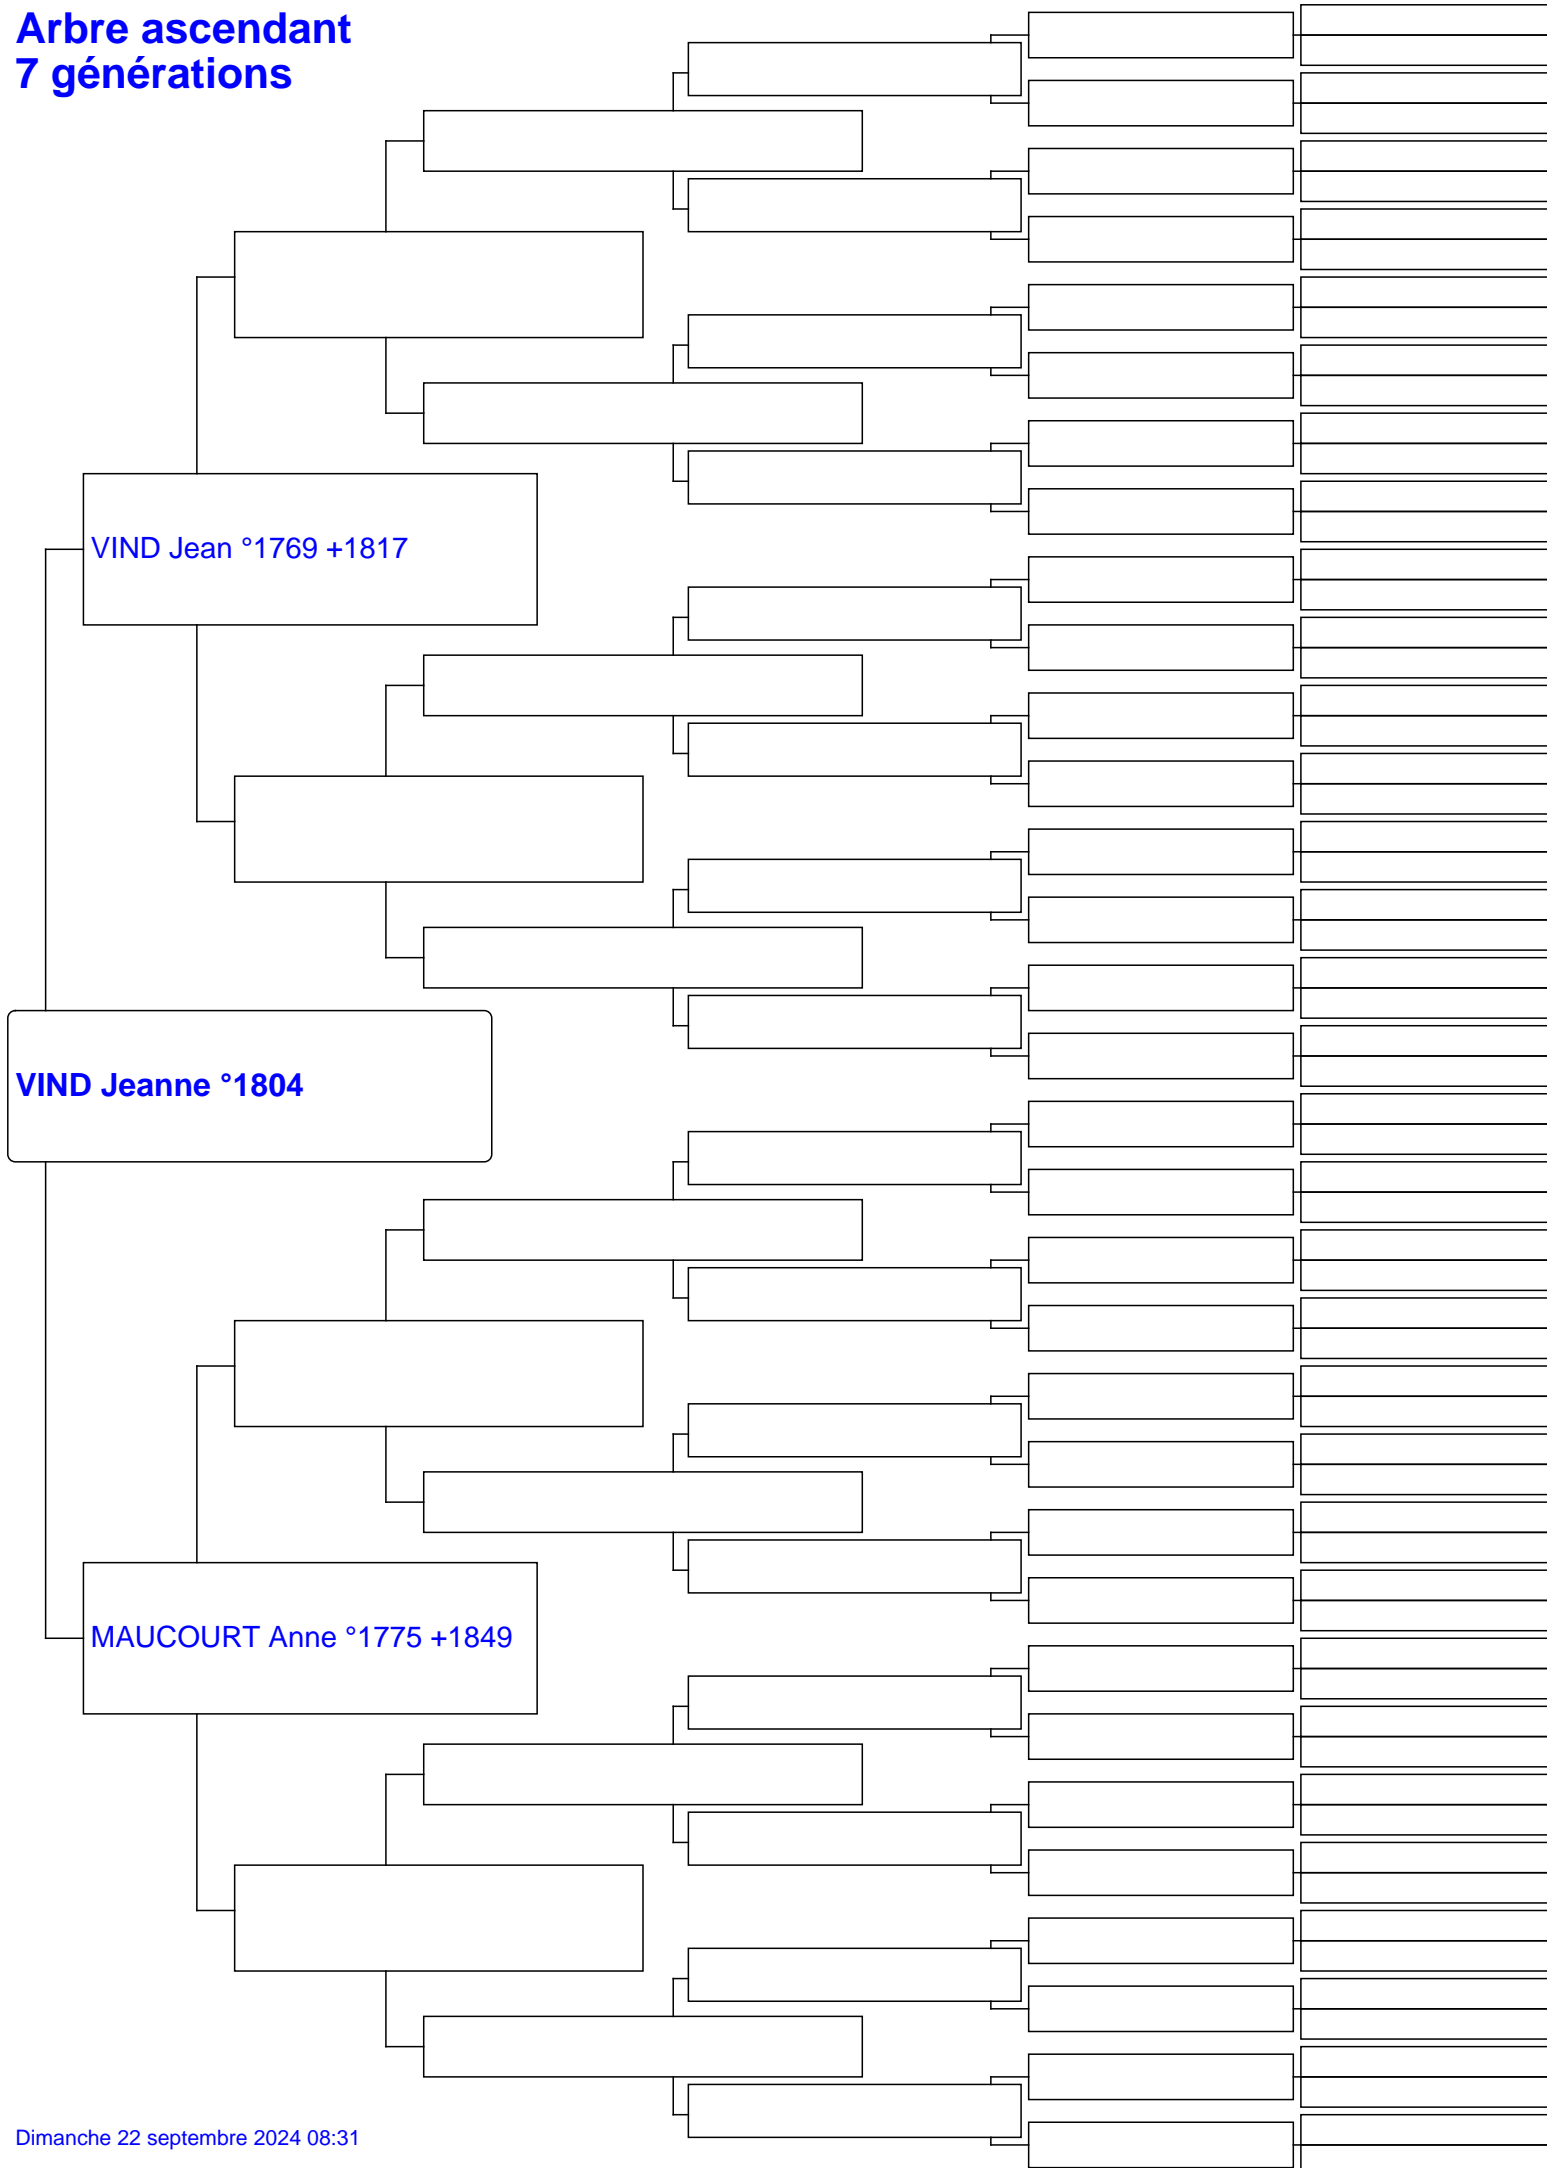 Arbre ascendant
7 générations
VIND Jean °1769 +1817
VIND Jeanne °1804
MAUCOURT Anne °1775 +1849
Dimanche 22 septembre 2024 08:31